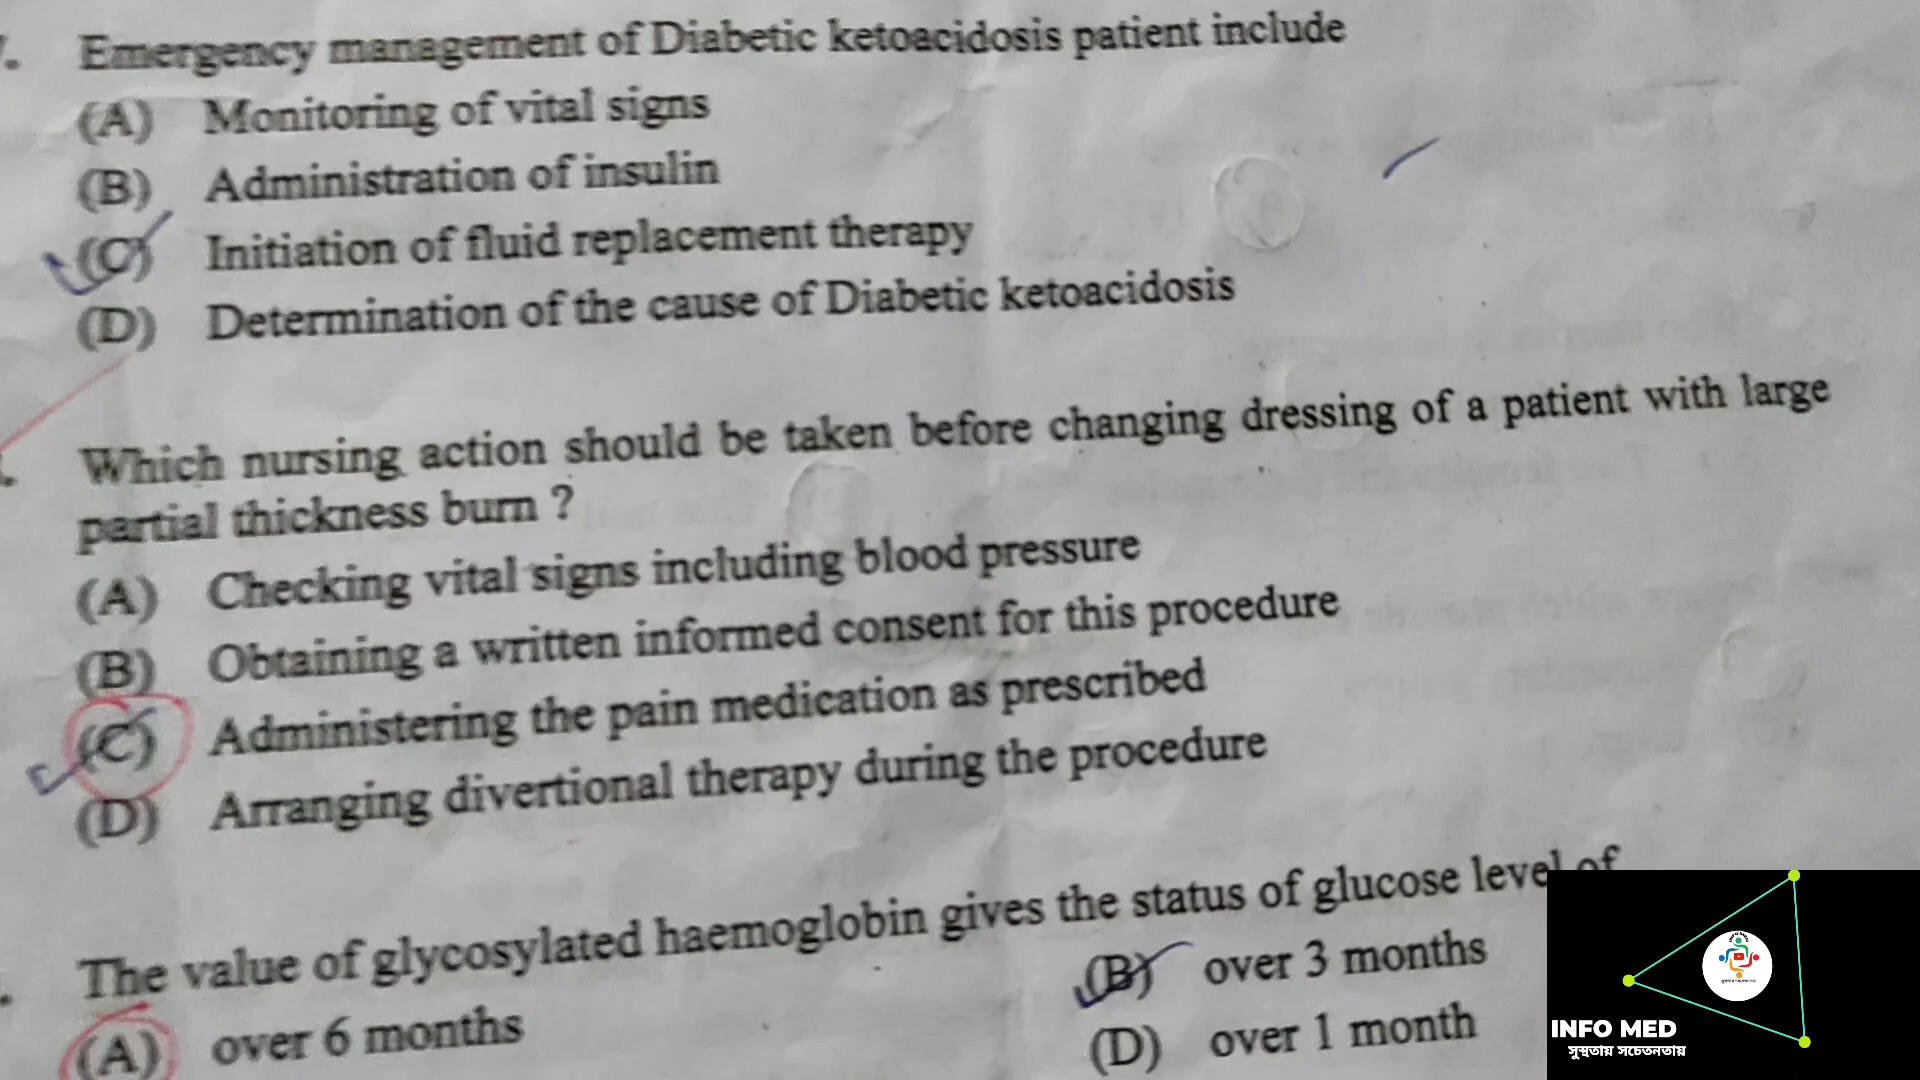 Emergency management of Diabetic ketoacidosis patient include
(A) Monitoring of vital signs
(B) Administration of insulin
(C) Initiation of fluid replacement therapy
(D) Determination of the cause of Diabetic ketoacidosis
Which nursing action should be taken before changing dressing of a patient with large
partial thickness burn ?
(A) Checking vital signs including blood pressure
(B) Obtaining a written informed consent for this procedure
(C) Administering the pain medication as prescribed
(D) Arranging divertional therapy during the procedure
The value of glycosylated haemoglobin gives the status of glucose level of
(A) over 6 months (B) over 3 months
(D) over 1 month
INFO MED
সুস্থতায় সচেতনতায়